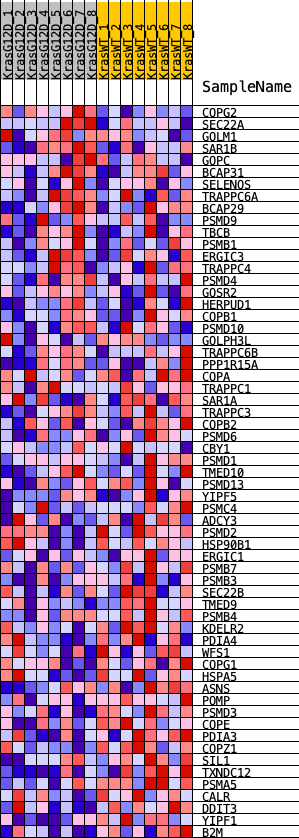 KrasG12D_1
KrasG12D_2
KrasG12D_3
KrasG12D_4
KrasG12D_5
KrasG12D_6
KrasG12D_7
KrasG12D_8
KrasWT_1
KrasWT_2
KrasWT_3
KrasWT_4
KrasWT_5
KrasWT_6
KrasWT_7
KrasWT_8
SampleName
COPG2
SEC22A
GOLM1
SAR1B
GOPC
BCAP31
SELENOS
TRAPPC6A
BCAP29
PSMD9
TBCB
PSMB1
ERGIC3
TRAPPC4
PSMD4
GOSR2
HERPUD1
COPB1
PSMD10
GOLPH3L
TRAPPC6B
PPP1R15A
COPA
TRAPPC1
SAR1A
TRAPPC3
COPB2
PSMD6
CBY1
PSMD1
TMED10
PSMD13
YIPF5
PSMC4
ADCY3
PSMD2
HSP90B1
ERGIC1
PSMB7
PSMB3
SEC22B
TMED9
PSMB4
KDELR2
PDIA4
WFS1
COPG1
HSPA5
ASNS
POMP
PSMD3
COPE
PDIA3
COPZ1
SIL1
TXNDC12
PSMA5
CALR
DDIT3
YIPF1
B2M